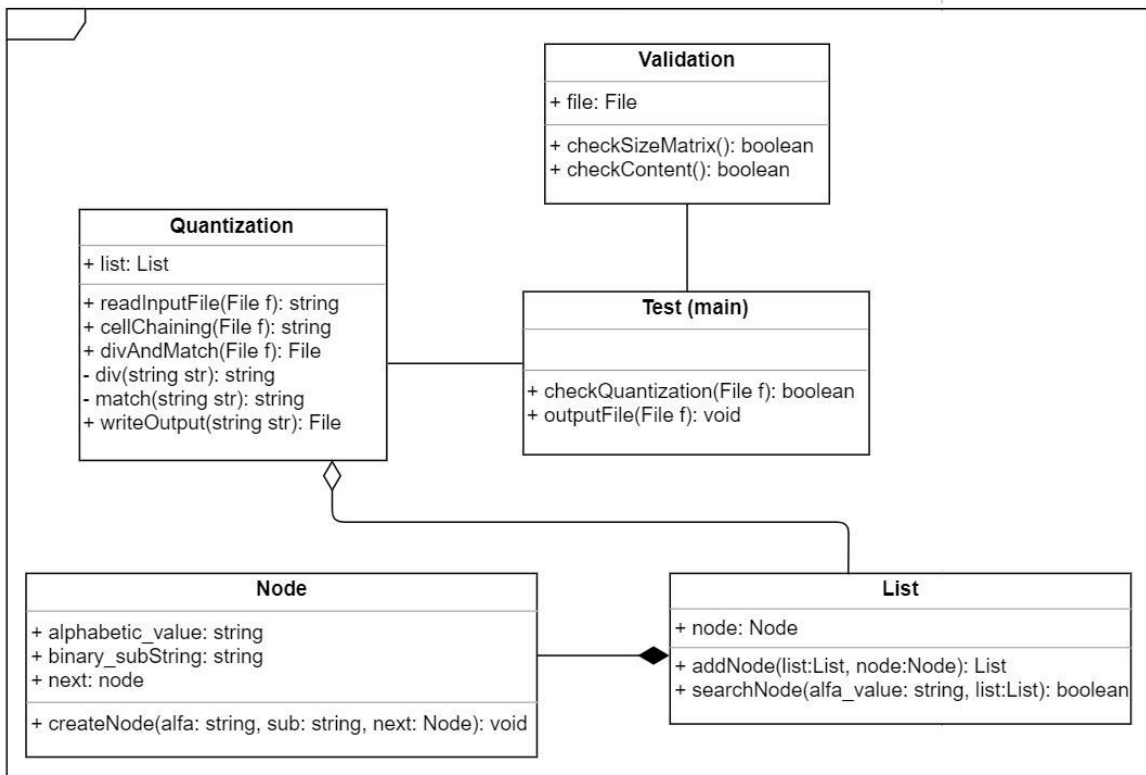 Validation
+ file: File
+ checkSizeMatrix(): boolean
+ checkContent(): boolean
Quantization
+ list: List
+ readInputFile(File f): string
+ cellChaining(File f): string
+ divAndMatch(File f): File
- div(string str): string
- match(string str): string
+ writeOutput(string str): File
Test (main)
+ checkQuantization(File f): boolean
+ outputFile(File f): void
Node
+ alphabetic_value: string
+ binary_subString: string
+ next: node
+ createNode(alfa: string, sub: string, next: Node): void
List
+ node: Node
+ addNode(list:List, node:Node): List
+ searchNode(alfa_value: string, list:List): boolean